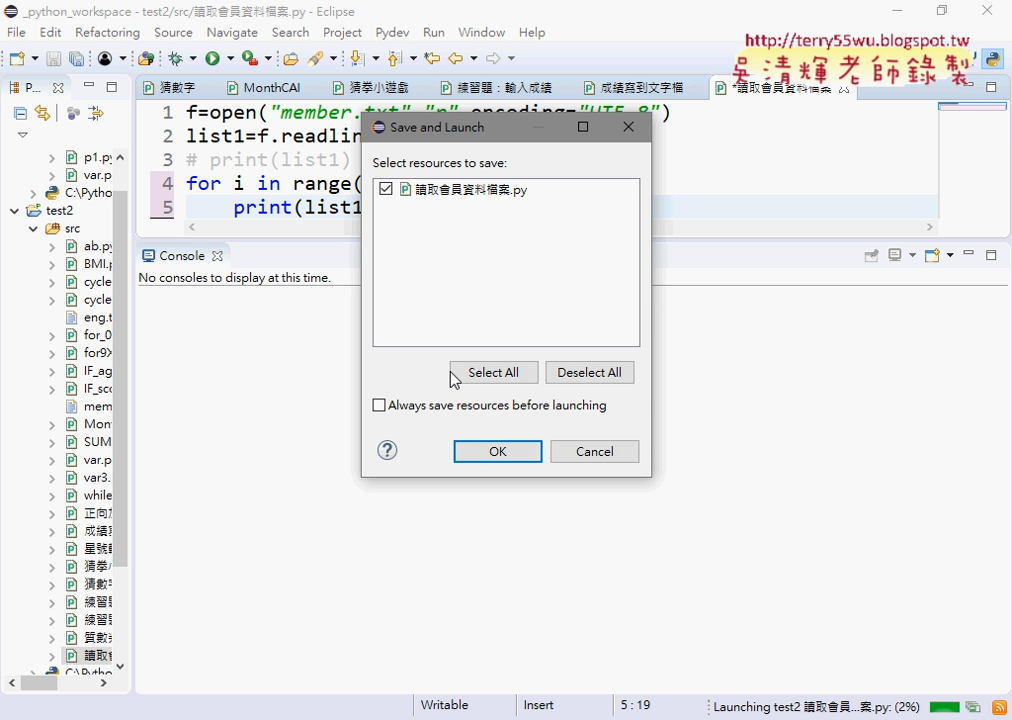 _python_workspace - test2/src/讀取會員資料檔案.py - Eclipse
File Edit Refactoring Source Navigate Search Project Pydev Run Window Help
http://terry55wu.blogspot.tw
吳清輝老師錄製
P...
猜數字 MonthCAI 猜拳小遊戲 練習題：輸入成績 成績寫到文字檔 *讀取會員資料檔案
1 f=open("member.txt" encoding="UTF-8")
2 list1=f.readlin
3 # print(list1)
4 for i in range(
5 print(list1
Save and Launch
Select resources to save:
讀取會員資料檔案.py
Select All Deselect All
Always save resources before launching
OK Cancel
Console
No consoles to display at this time.
p1.py
var.p
C:\Pytho
test2
src
ab.py
BMI.p
cycle
cycle
eng.t
for_0
for9X
IF_ag
IF_sco
mem
Mon
SUM
var.p
var3.
while
正向
成績
星號
猜拳
猜數
練習
練習
質數
讀取
C:\Pytho
Writable Insert 5 : 19 Launching test2 讀取會員...案.py: (2%)